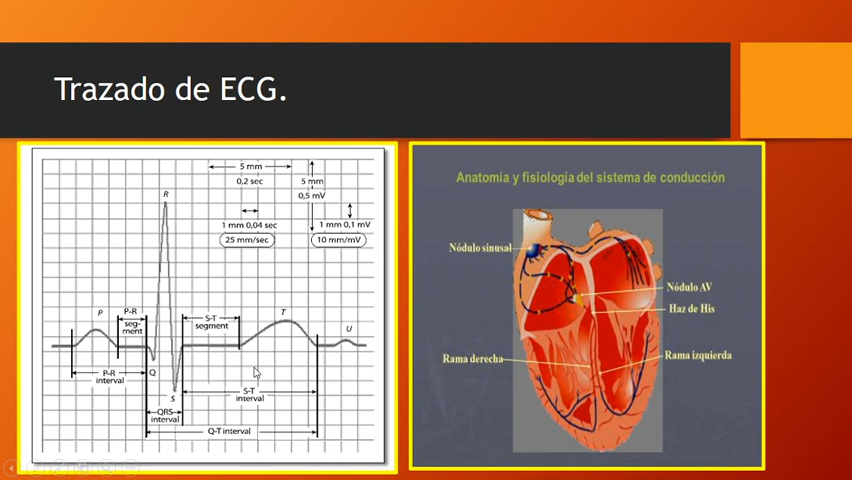 Trazado de ECG.
5 mm
0,2 sec
5 mm
0,5 mV
1 mm 0,04 sec
25 mm/sec
1 mm 0,1 mV
10 mm/mV
R
P
P-R
seg-
ment
S-T
segment
T
U
P-R
interval
Q
S
S-T
interval
QRS
interval
Q-T interval
Anatomía y fisiología del sistema de conducción
Nódulo sinusal
Nódulo AV
Haz de His
Rama derecha
Rama izquierda